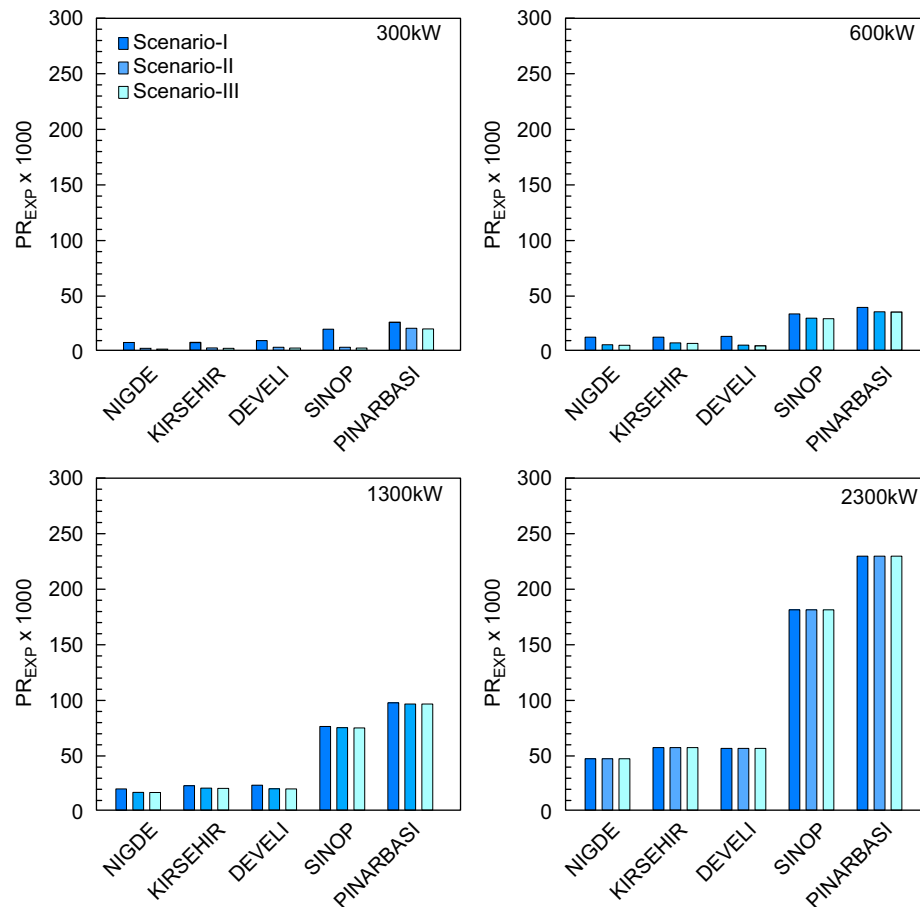 300kW
Scenario-I
Scenario-II
Scenario-III
300
250
200
150
100
50
0
PR_EXP x 1000
NIGDE
KIRSEHIR
DEVELI
SINOP
PINARBASI
600kW
300
250
200
150
100
50
0
PR_EXP x 1000
NIGDE
KIRSEHIR
DEVELI
SINOP
PINARBASI
1300kW
300
250
200
150
100
50
0
PR_EXP x 1000
NIGDE
KIRSEHIR
DEVELI
SINOP
PINARBASI
2300kW
300
250
200
150
100
50
0
PR_EXP x 1000
NIGDE
KIRSEHIR
DEVELI
SINOP
PINARBASI